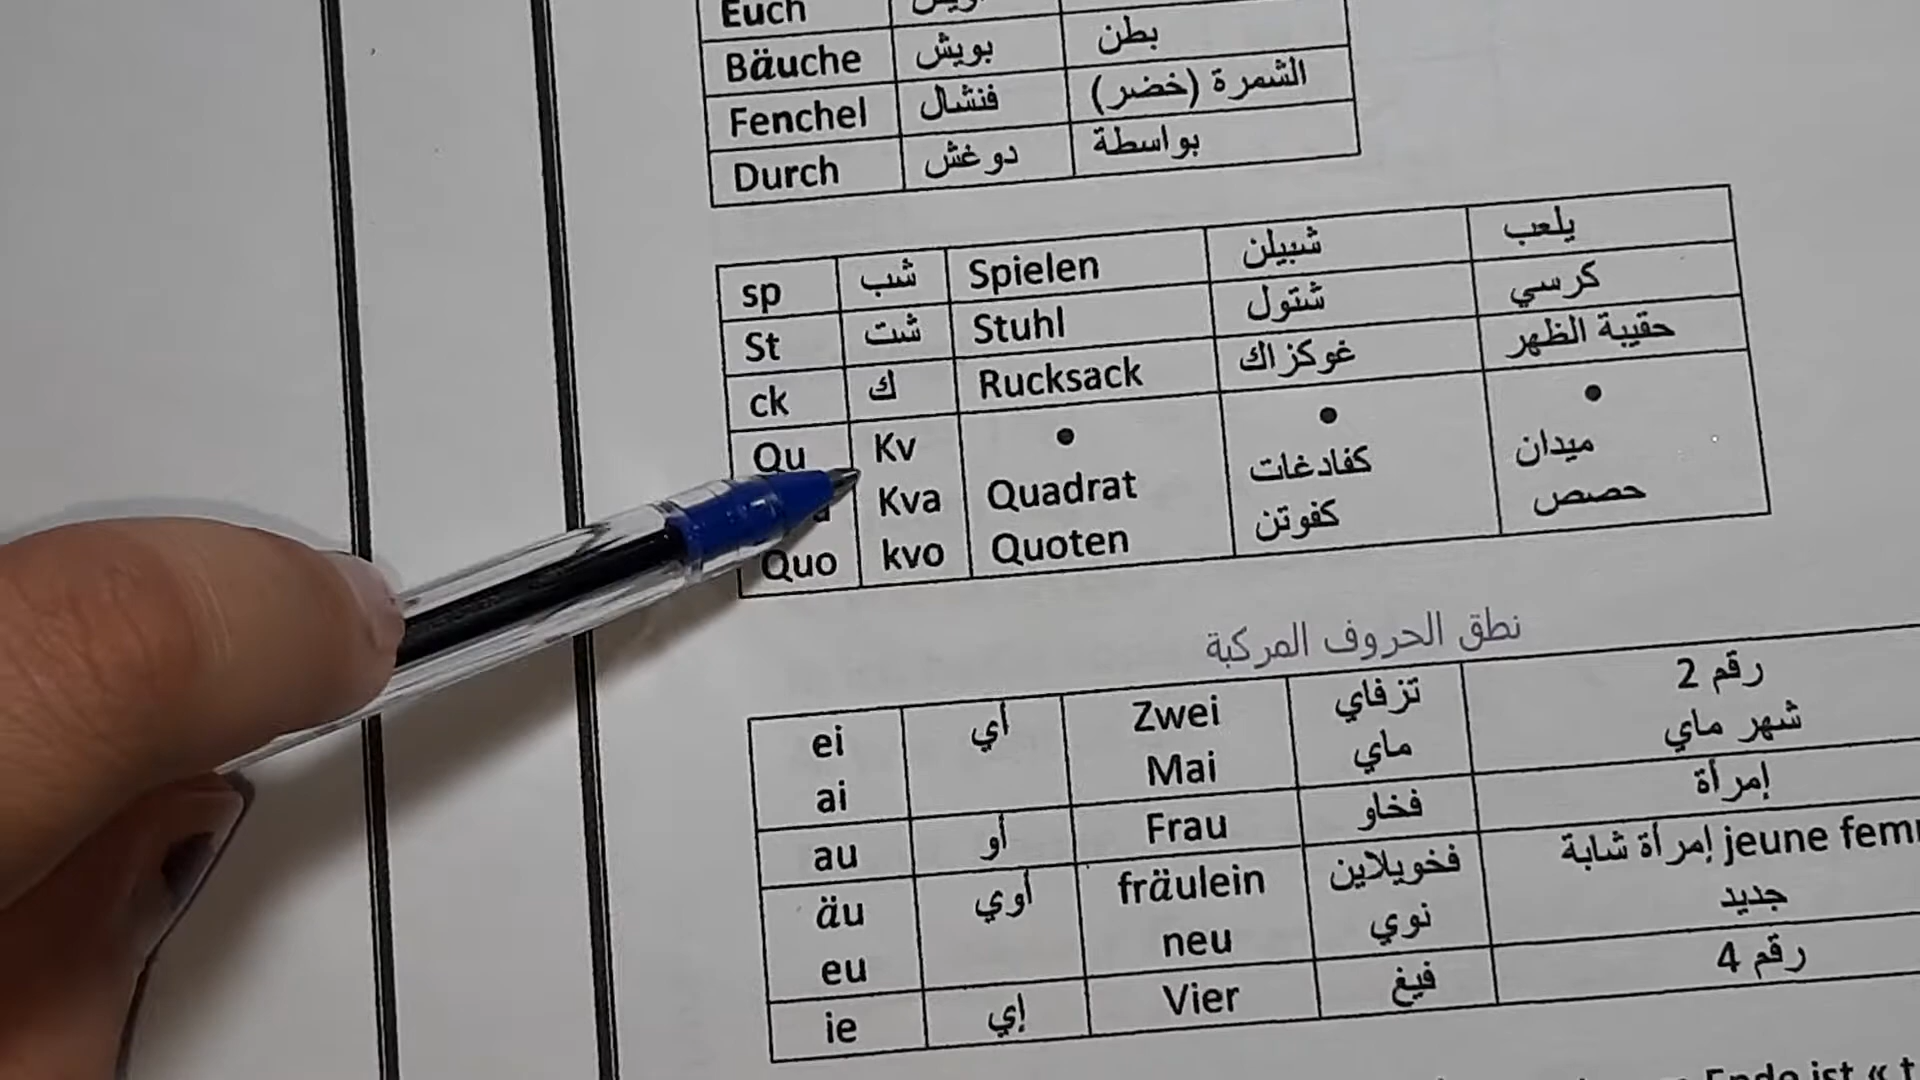 Euch
Bäuche بويش بطن
Fenchel فنشال الشمرة (خضر)
Durch دوغش بواسطة
sp شب Spielen شبيلن يلعب
St شت Stuhl شتول كرسي
ck ك Rucksack غوكزاك حقيبة الظهر
Qu Kv • • •
Kva Quadrat كفادغات ميدان
Quo kvo Quoten كفوتن حصص
نطق الحروف المركبة
ei أي Zwei تزفاي رقم 2
ai Mai ماي شهر ماي
au أو Frau فخاو إمرأة
äu أوي fräulein فخويلاين إمرأة شابة jeune
eu neu نوي جديد
ie إي Vier فيغ رقم 4
Ende ist « t